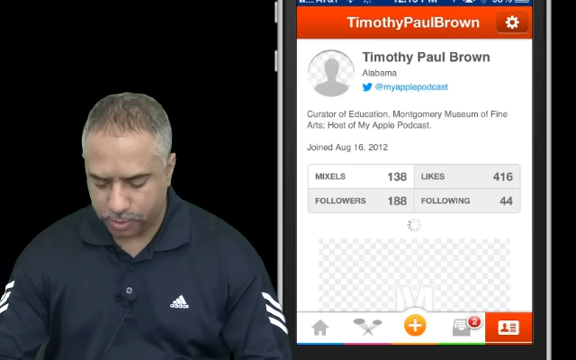 TimothyPaulBrown
Timothy Paul Brown
Alabama
@myapplepodcast
Curator of Education, Montgomery Museum of Fine
Arts; Host of My Apple Podcast.
Joined Aug 16, 2012
MIXELS 138 LIKES 416
FOLLOWERS 188 FOLLOWING 44
M
2
adidas